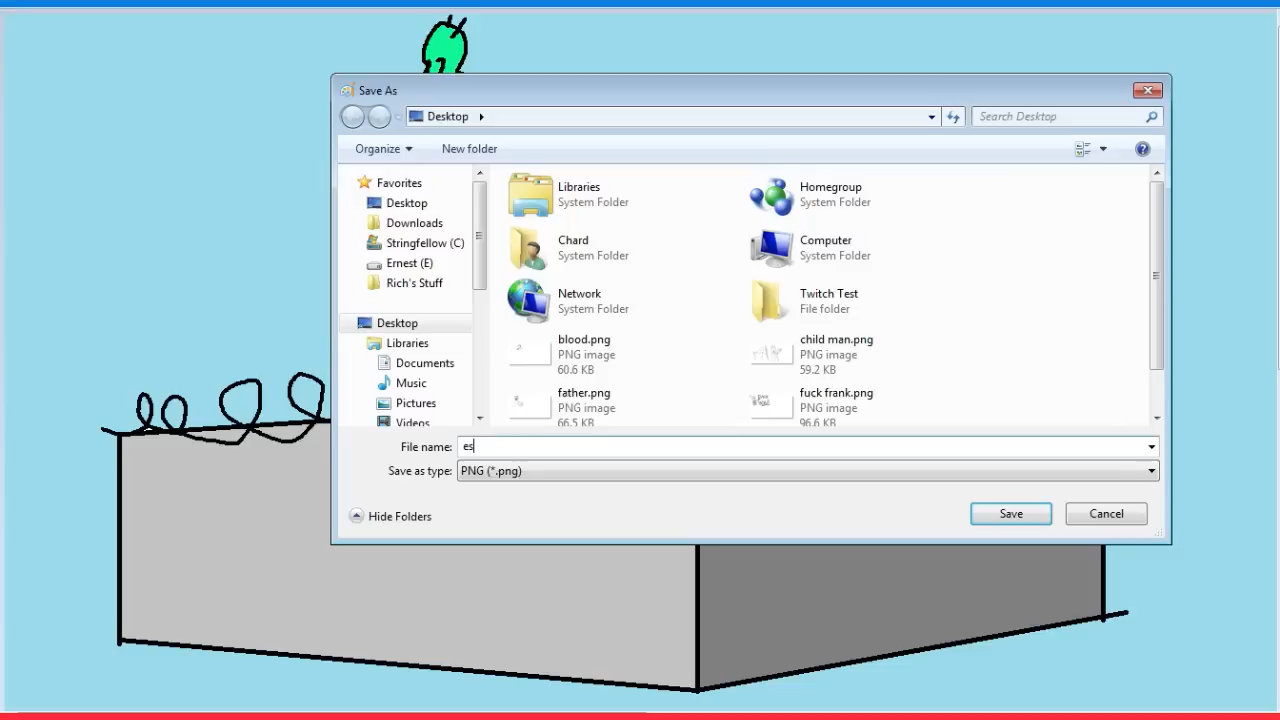 Save As
Desktop
Search Desktop
Organize
New folder
Favorites
Desktop
Downloads
Stringfellow (C)
Ernest (E)
Rich's Stuff
Desktop
Libraries
Documents
Music
Pictures
Videos
Libraries
System Folder
Homegroup
System Folder
Chard
System Folder
Computer
System Folder
Network
System Folder
Twitch Test
File folder
blood.png
PNG image
60.6 KB
child man.png
PNG image
59.2 KB
father.png
PNG image
66.5 KB
fuck frank.png
PNG image
96.6 KB
File name: es
Save as type: PNG (*.png)
Hide Folders
Save
Cancel